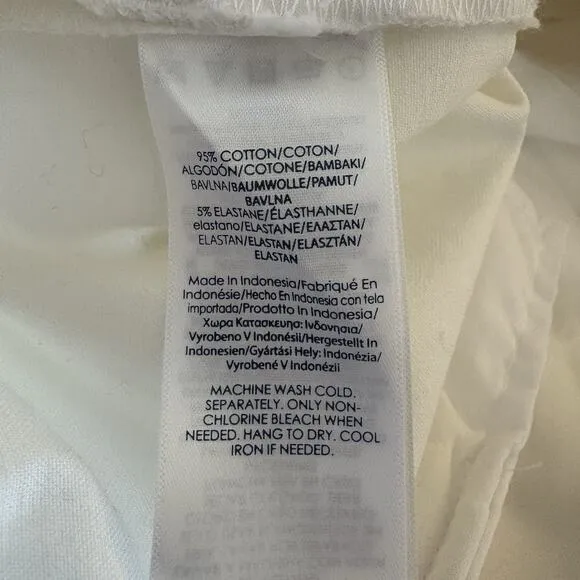 95% COTTON/COTON/
ALGODÓN/COTONE/BAMBAKI/
BAVLNA/BAUMWOLLE/PAMUT/
BAVLNA
5% ELASTANE/ÉLASTHANNE/
elastano/ELASTANE/ΕΛΑΣΤΑΝ/
ELASTAN/ELASTAN/ELASZTÁN/
ELASTAN
Made In Indonesia/Fabriqué En
Indonésie/Hecho En Indonesia con tela
importada/Prodotto In Indonesia/
Χωρα Κατασκευησ: Ινδονησια/
Vyrobeno V Indonésii/Hergestellt In
Indonesien/Gyártási Hely: Indonézia/
Vyrobené V Indonézii
MACHINE WASH COLD.
SEPARATELY. ONLY NON-
CHLORINE BLEACH WHEN
NEEDED. HANG TO DRY. COOL
IRON IF NEEDED.